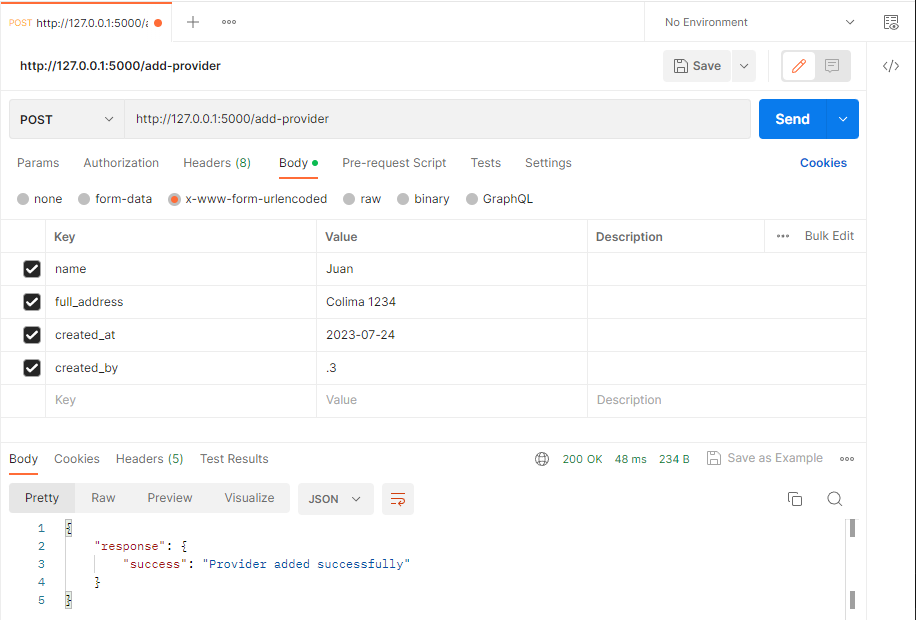 POST http://127.0.0.1:5000/a
No Environment
http://127.0.0.1:5000/add-provider
Save
POST http://127.0.0.1:5000/add-provider Send
Params Authorization Headers (8) Body Pre-request Script Tests Settings Cookies
none form-data x-www-form-urlencoded raw binary GraphQL
Key Value Description Bulk Edit
name Juan
full_address Colima 1234
created_at 2023-07-24
created_by .3
Key Value Description
Body Cookies Headers (5) Test Results 200 OK 48 ms 234 B Save as Example
Pretty Raw Preview Visualize JSON
1 {
2 "response": {
3 "success": "Provider added successfully"
4 }
5 }